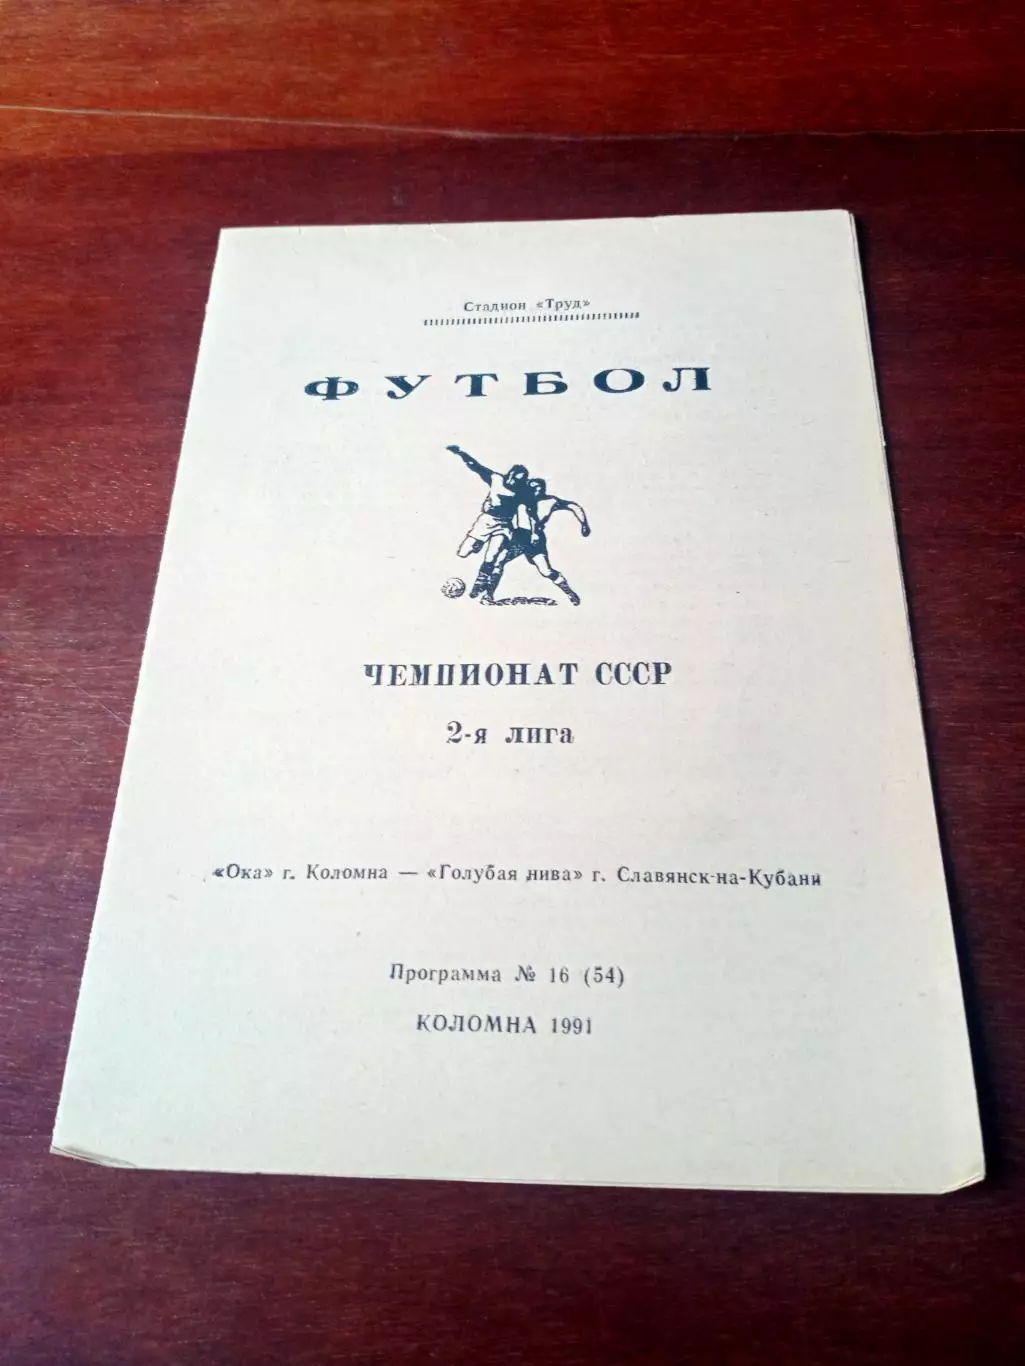 Стадион «Труд»
ФУТБОЛ
ЧЕМПИОНАТ СССР
2-я лига
«Ока» г. Коломна — «Голубая нива» г. Славянск-на-Кубани
Программа № 16 (54)
КОЛОМНА 1991